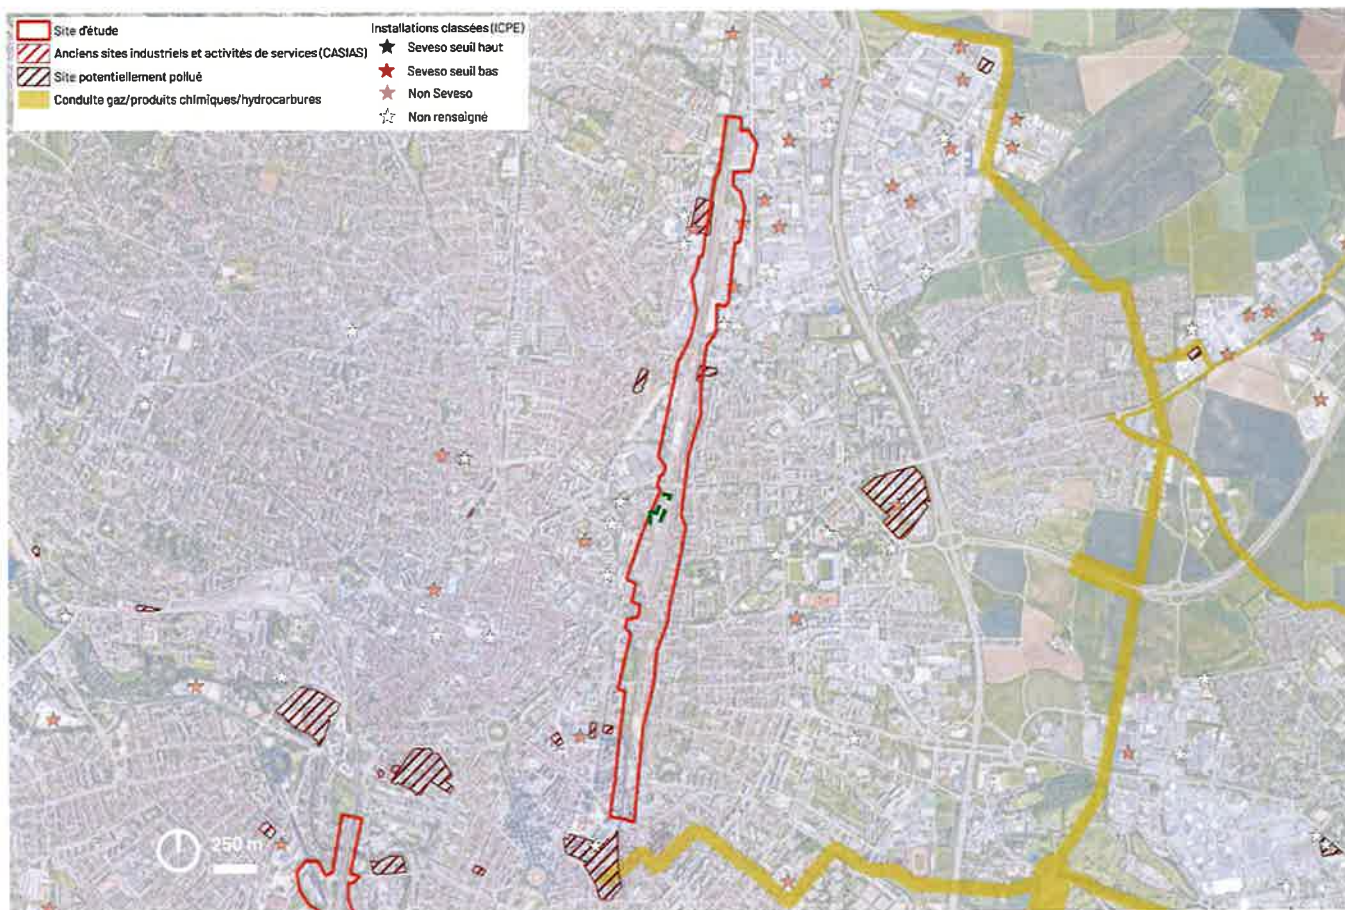 Site d'étude
Anciens sites industriels et activités de services (CASIAS)
Site potentiellement pollué
Conduite gaz/produits chimiques/hydrocarbures
Installations classées (ICPE)
Seveso seuil haut
Seveso seuil bas
Non Seveso
Non renseigné
250 m